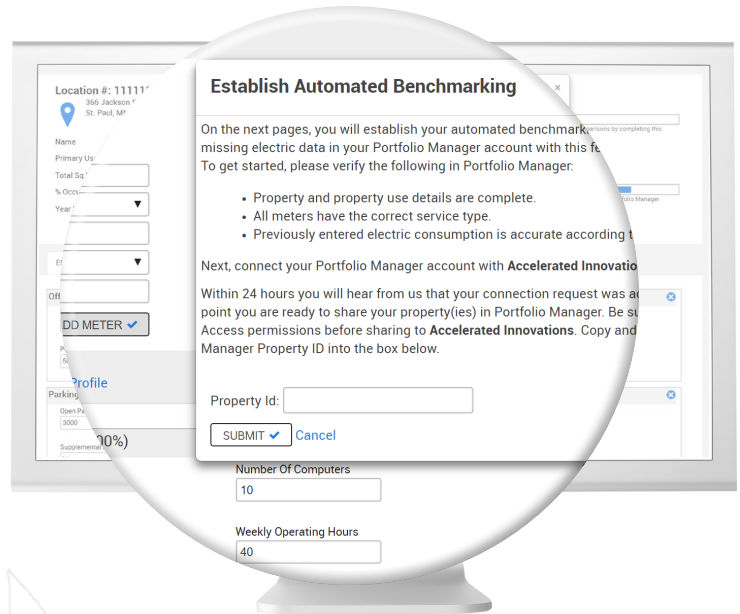 Location #: 11111
366 Jackson
St. Paul,
Name
Primary Us
Total Sq
% Occu
Year
Establish Automated Benchmarking
×
On the next pages, you will establish your automated benchmark
missing electric data in your Portfolio Manager account with this
To get started, please verify the following in Portfolio Manager:
• Property and property use details are complete.
• All meters have the correct service type.
• Previously entered electric consumption is accurate according
Next, connect your Portfolio Manager account with Accelerated Innovatio
Within 24 hours you will hear from us that your connection request was a
point you are ready to share your property(ies) in Portfolio Manager. Be su
Access permissions before sharing to Accelerated Innovations. Copy and
Manager Property ID into the box below.
Property Id:
SUBMIT ✔ Cancel
by completing this
folio Manager
Off
DD METER ✔
Profile
Parking
Open Pa
3000
Supplemental
00%)
Number Of Computers
10
Weekly Operating Hours
40